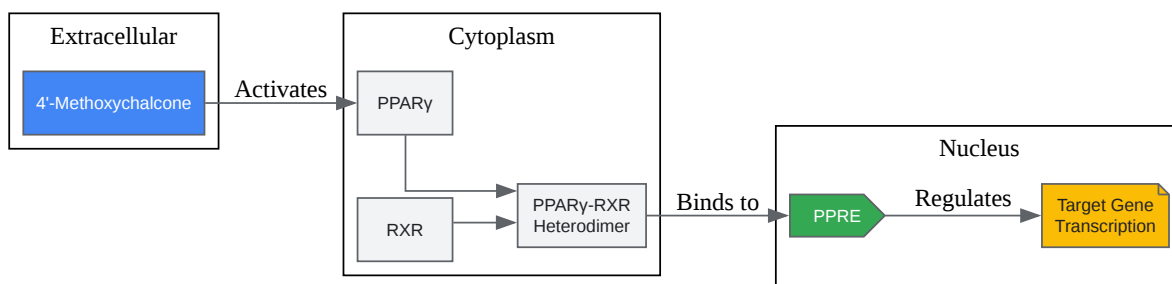 Extracellular
4'-Methoxychalcone
Activates
Cytoplasm
PPARγ
RXR
PPARγ-RXR
Heterodimer
Binds to
Nucleus
PPRE
Regulates
Target Gene
Transcription